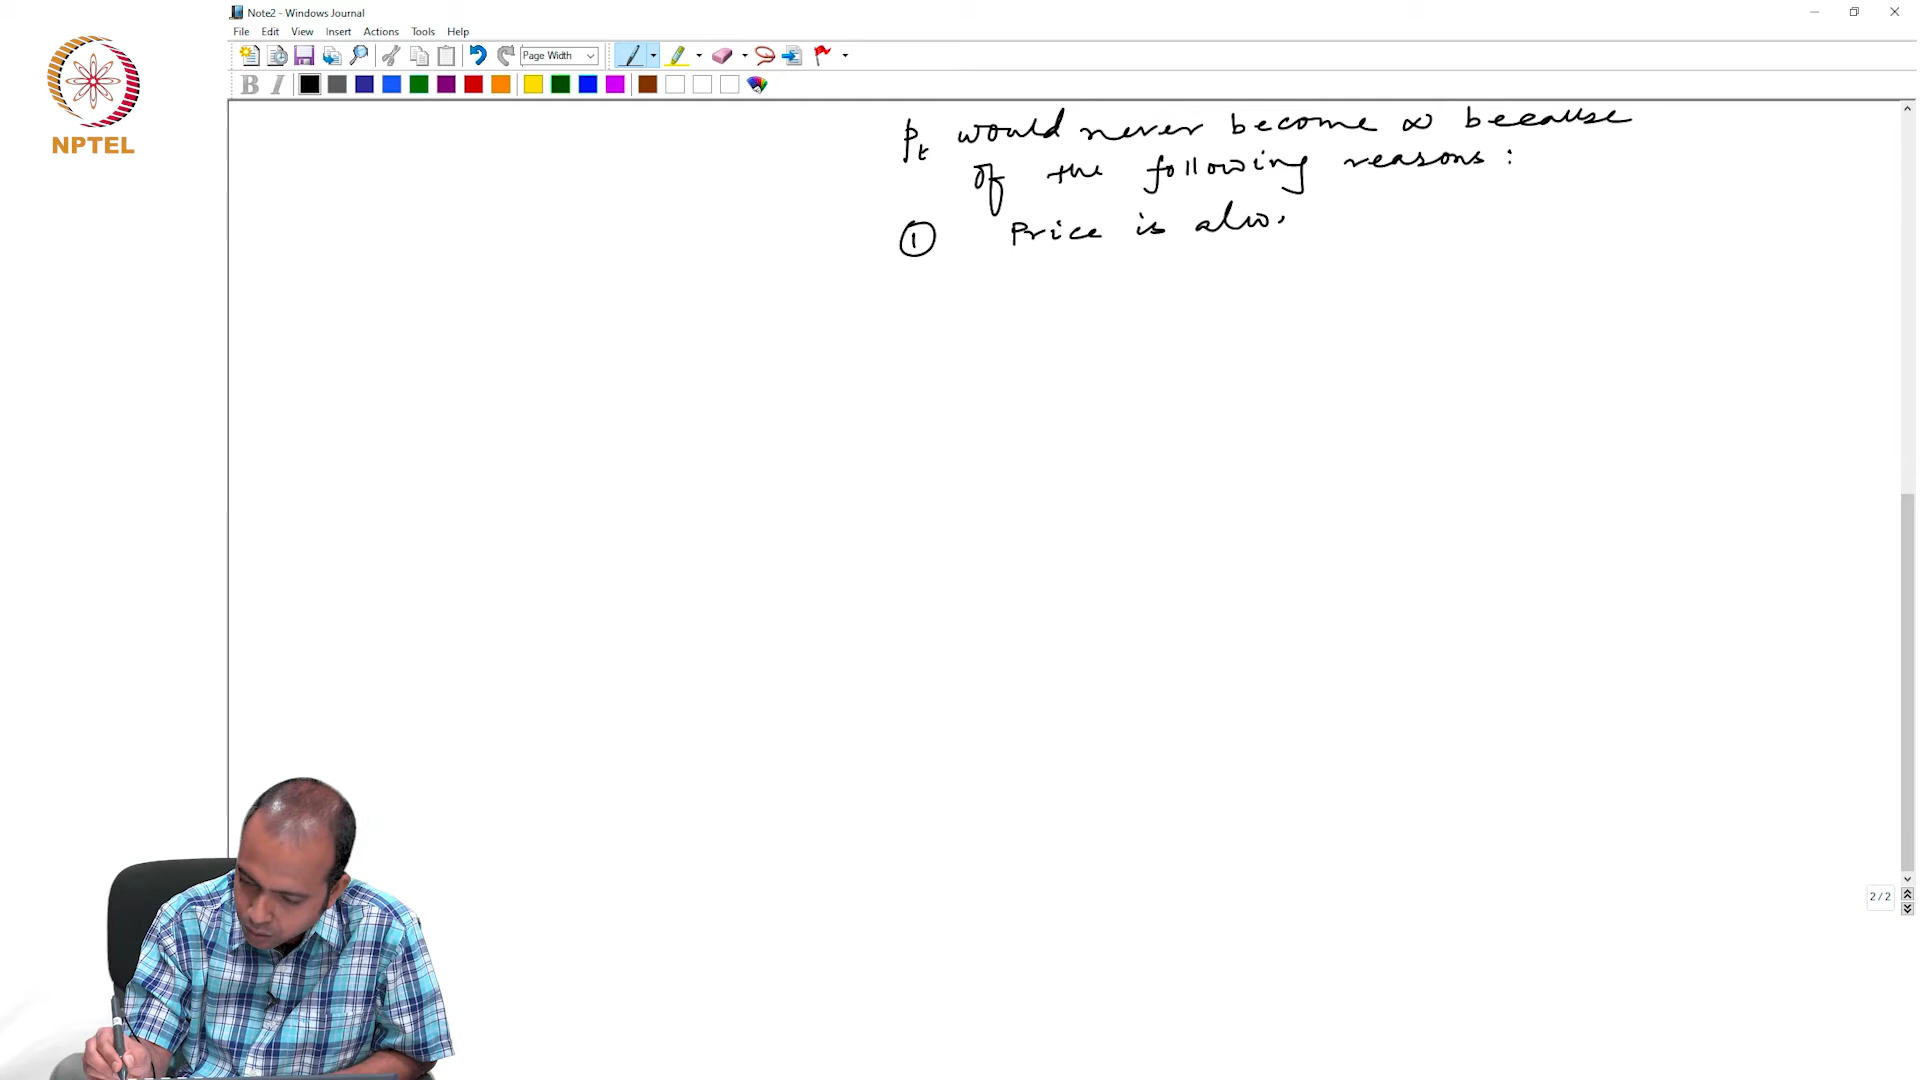 Note2 - Windows Journal
File Edit View Insert Actions Tools Help
Page Width
B I
NPTEL
Pt would never become ∞ because
of the following reasons :
① Price is
2 / 2